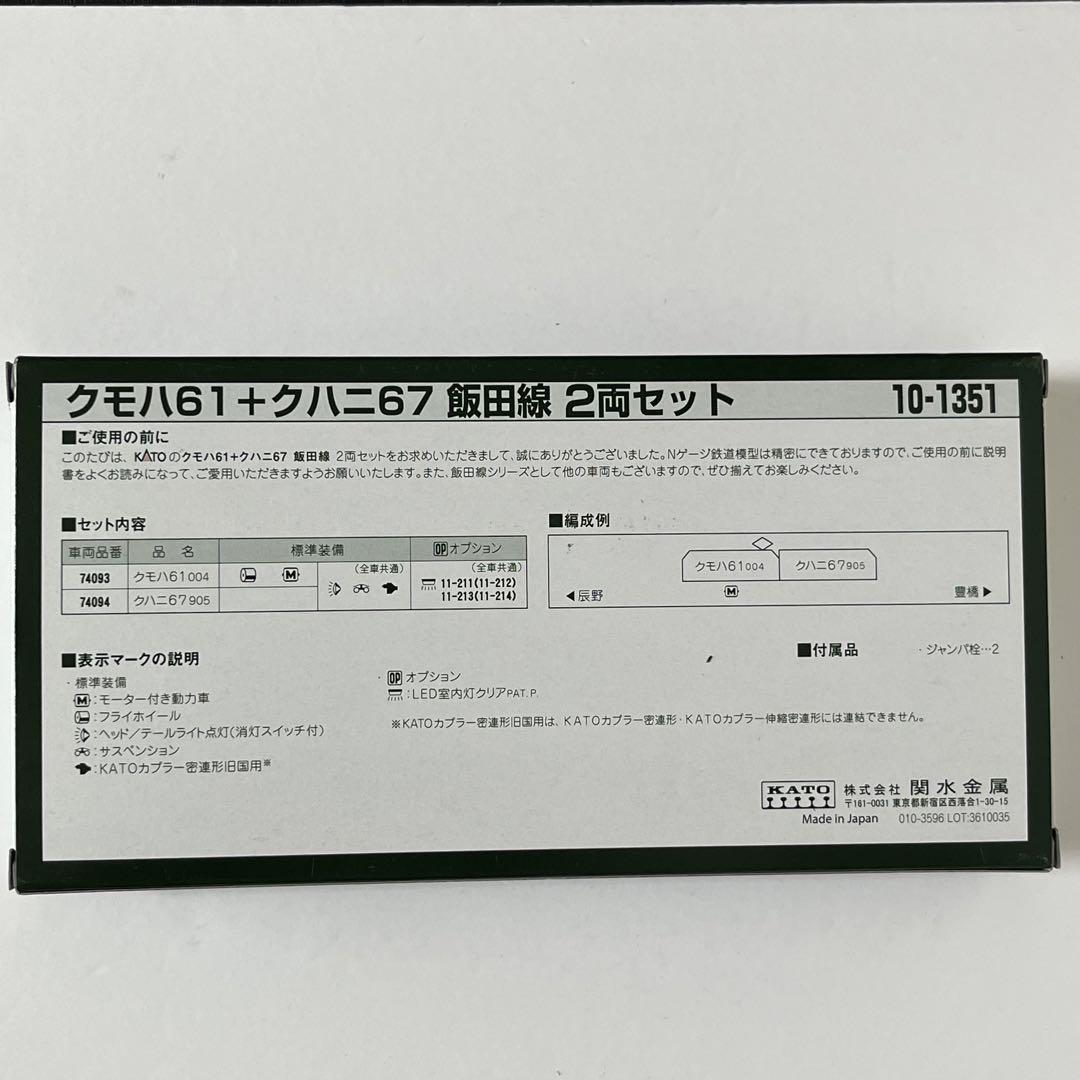 クモハ61+クハニ67 飯田線 2両セット 10-1351
■ご使用の前に
このたびは、KATOのクモハ61+クハニ67 飯田線 2両セットをお求めいただきまして、誠にありがとうございました。Nゲージ鉄道模型は精密にできておりますので、ご使用の前に説明
書をよくお読みになって、ご愛用いただきますようお願いいたします。また、飯田線シリーズとして他の車両もございますので、ぜひ揃えてお楽しみください。
■セット内容
車両品番 品名 標準装備 OPオプション
74093 クモハ61004 M (全車共通) (全車共通)
11-211(11-212)
74094 クハニ67905 11-213(11-214)
■編成例
クモハ61004 クハニ67905
◀辰野 M 豊橋▶
■表示マークの説明
・標準装備
M:モーター付き動力車
:フライホイール
:ヘッド/テールライト点灯(消灯スイッチ付)
:サスペンション
:KATOカプラー密連形旧国用※
・OPオプション
:LED室内灯クリアPAT.P.
※KATOカプラー密連形旧国用は、KATOカプラー密連形・KATOカプラー伸縮密連形には連結できません。
■付属品 ・ジャンパ栓…2
KATO 株式会社 関水金属
〒161-0031 東京都新宿区西落合1-30-15
Made in Japan 010-3596 LOT:3610035